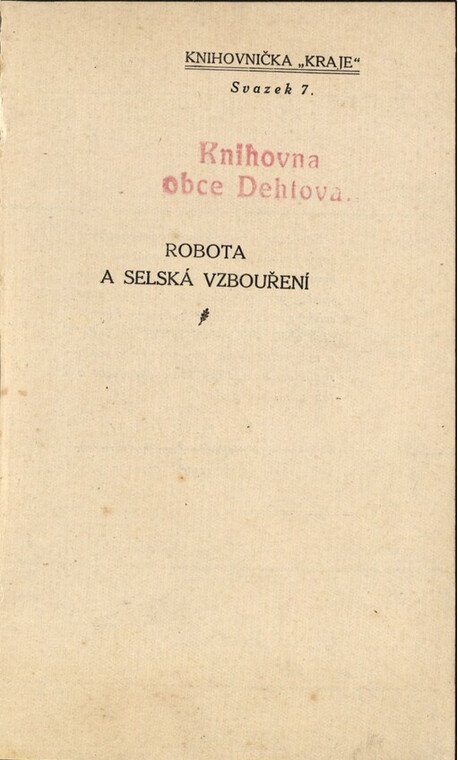 KNIHOVNIČKA „KRAJE“
Svazek 7.
Knihovna
obce Dehtova.
ROBOTA
A SELSKÁ VZBOUŘENÍ